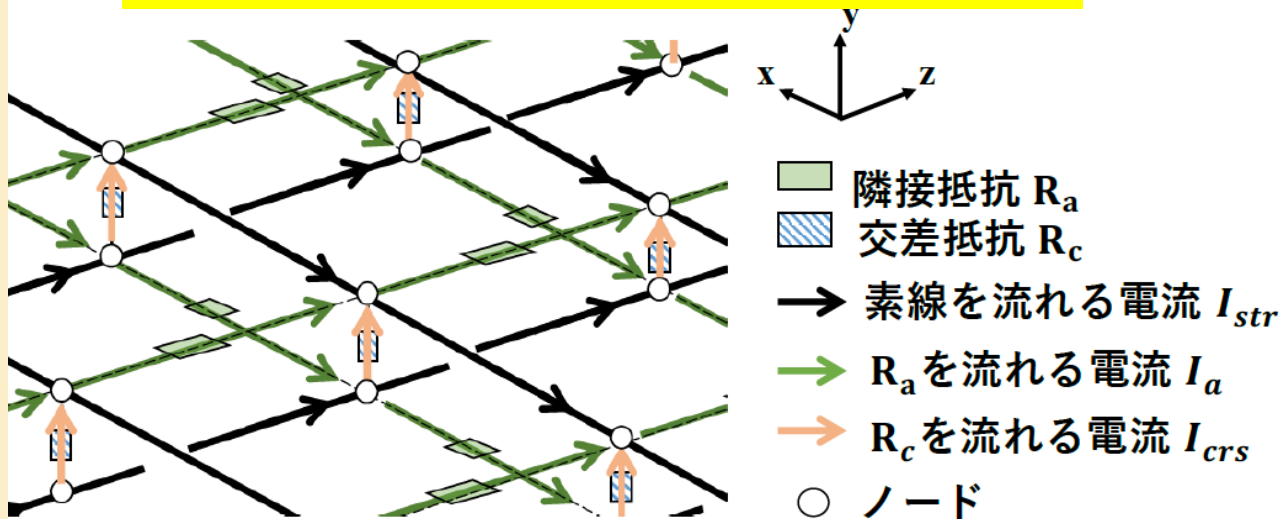 y
x
z
隣接抵抗 Ra
交差抵抗 Rc
素線を流れる電流 Istr
Raを流れる電流 Ia
Rcを流れる電流 Icrs
ノード